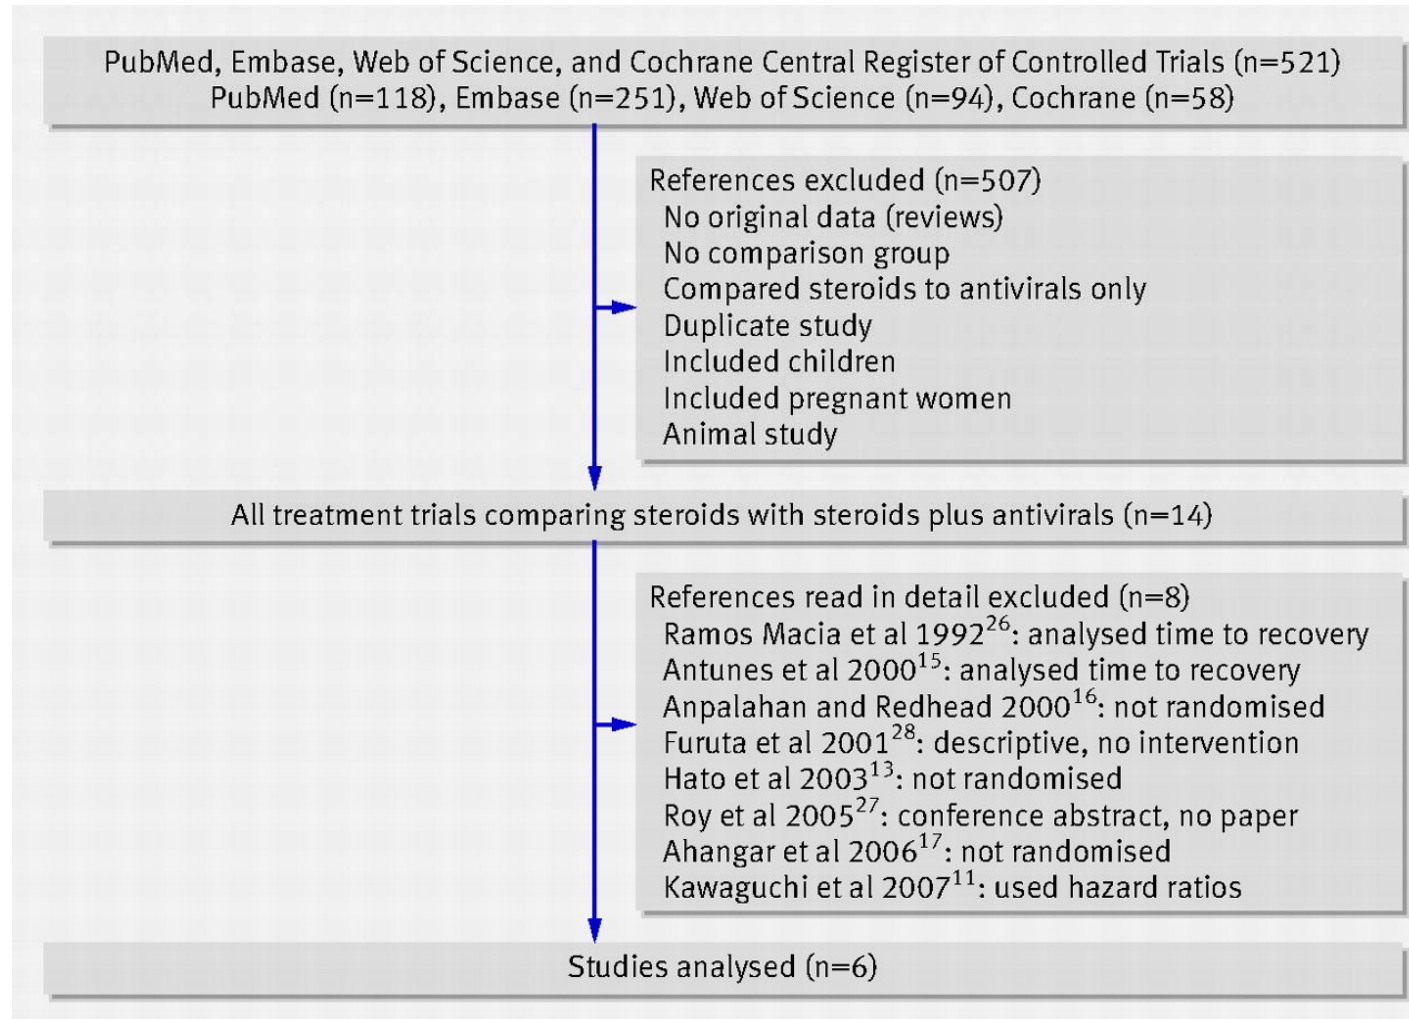 PubMed, Embase, Web of Science, and Cochrane Central Register of Controlled Trials (n=521)
PubMed (n=118), Embase (n=251), Web of Science (n=94), Cochrane (n=58)
References excluded (n=507)
No original data (reviews)
No comparison group
Compared steroids to antivirals only
Duplicate study
Included children
Included pregnant women
Animal study
All treatment trials comparing steroids with steroids plus antivirals (n=14)
References read in detail excluded (n=8)
Ramos Macia et al 1992²⁶: analysed time to recovery
Antunes et al 2000¹⁵: analysed time to recovery
Anpalahan and Redhead 2000¹⁶: not randomised
Furuta et al 2001²⁸: descriptive, no intervention
Hato et al 2003¹³: not randomised
Roy et al 2005²⁷: conference abstract, no paper
Ahangar et al 2006¹⁷: not randomised
Kawaguchi et al 2007¹¹: used hazard ratios
Studies analysed (n=6)